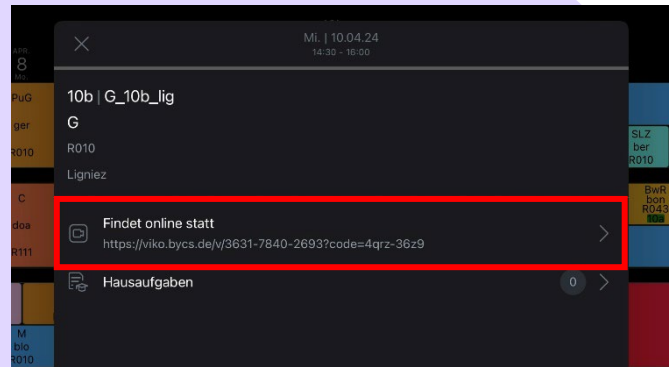 APR.
8
Mo.
Mi. | 10.04.24
14:30 - 16:00
PuG
ger
R010
10b | G_10b_lig
G
R010
Ligniez
SLZ
ber
R010
C
doa
R111
Findet online statt
https://viko.bycs.de/v/3631-7840-2693?code=4qrz-36z9
BwR
bon
R043
10a
Hausaufgaben
0
M
blo
R010